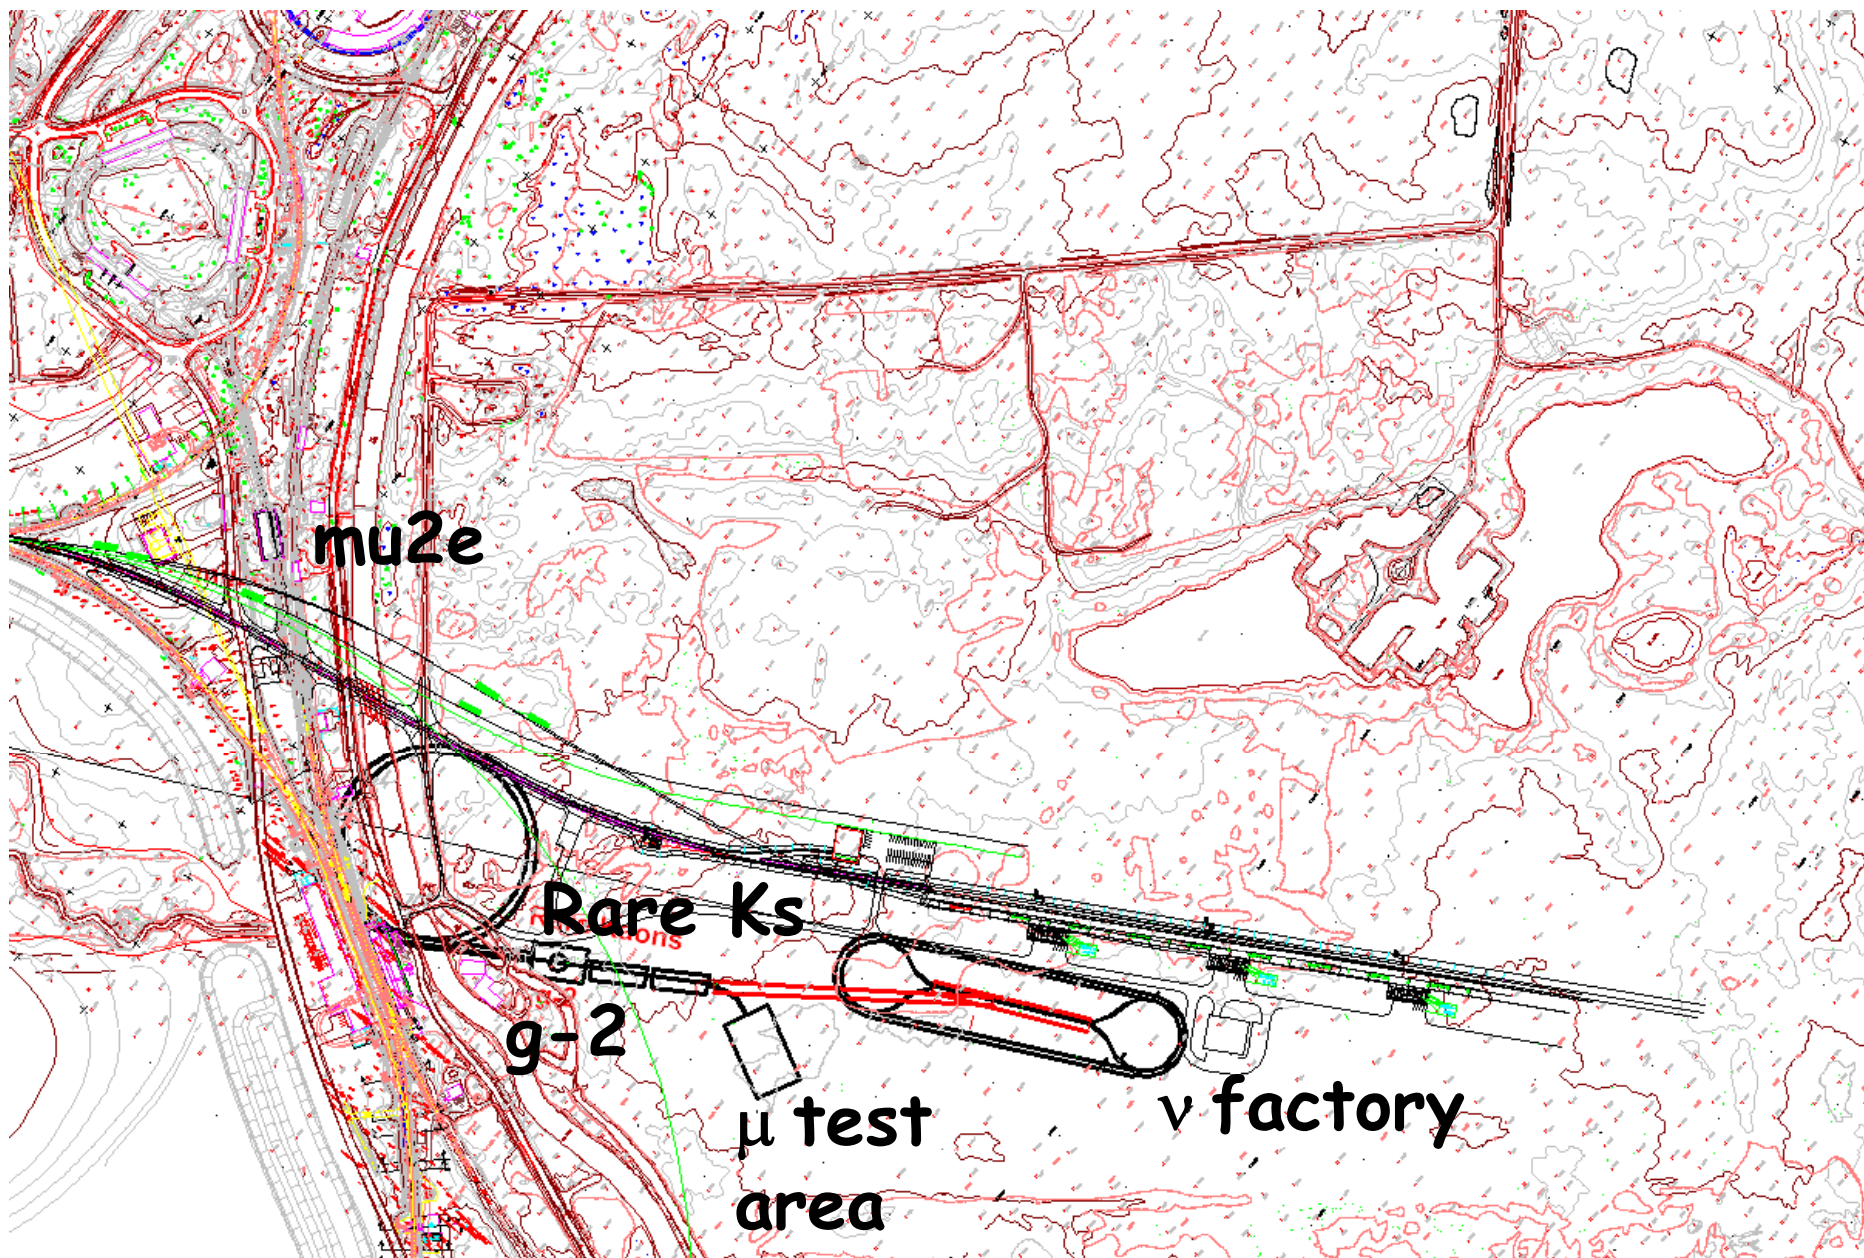 mu2e
Rare Ks
g-2
μ test
area
ν factory